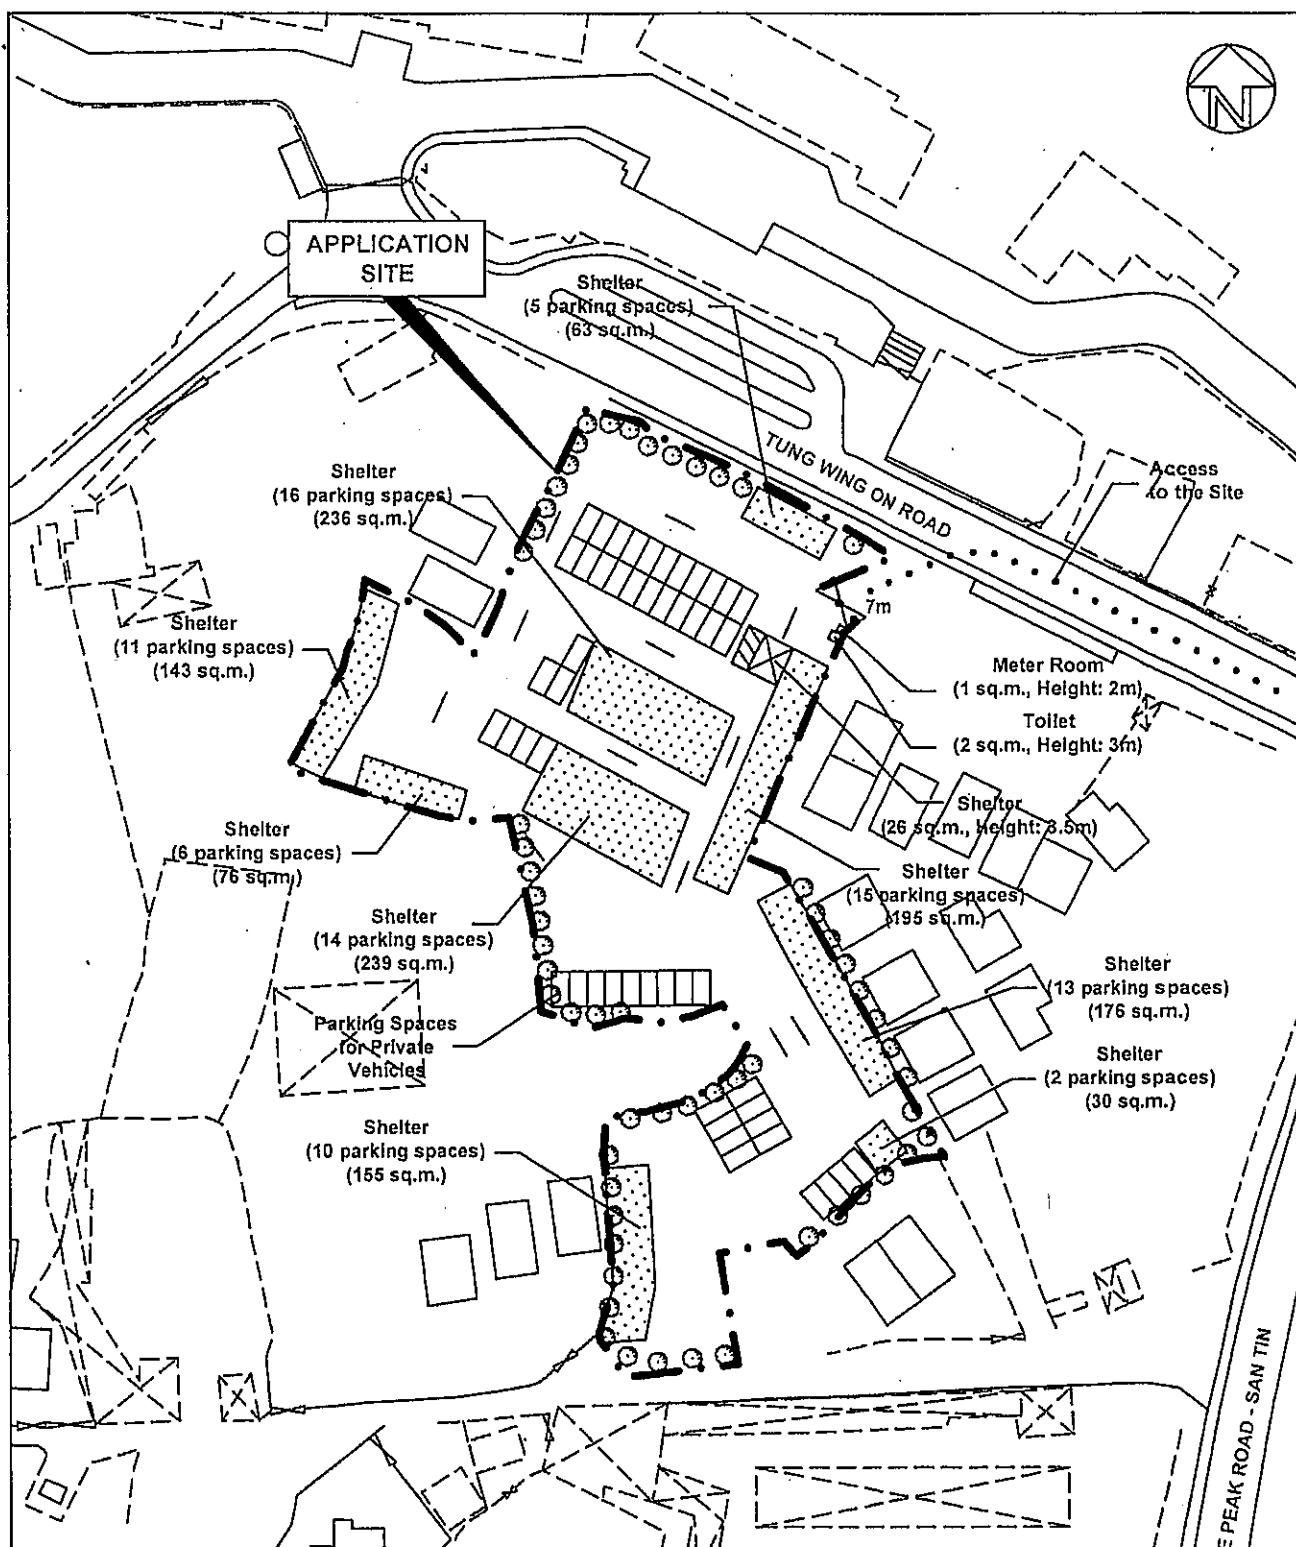 N
APPLICATION
SITE
Shelter
(5 parking spaces)
(63 sq.m.)
TUNG WING ON ROAD
Access
to the Site
Shelter
(16 parking spaces)
(236 sq.m.)
7m
Shelter
(11 parking spaces)
(143 sq.m.)
Meter Room
(1 sq.m., Height: 2m)
Toilet
(2 sq.m., Height: 3m)
Shelter
(26 sq.m., Height: 3.5m)
Shelter
(6 parking spaces)
(76 sq.m.)
Shelter
(15 parking spaces)
(195 sq.m.)
Shelter
(14 parking spaces)
(239 sq.m.)
Shelter
(13 parking spaces)
(176 sq.m.)
Parking Spaces
for Private
Vehicles
Shelter
(2 parking spaces)
(30 sq.m.)
Shelter
(10 parking spaces)
(155 sq.m.)
E PEAK ROAD - SAN TIN